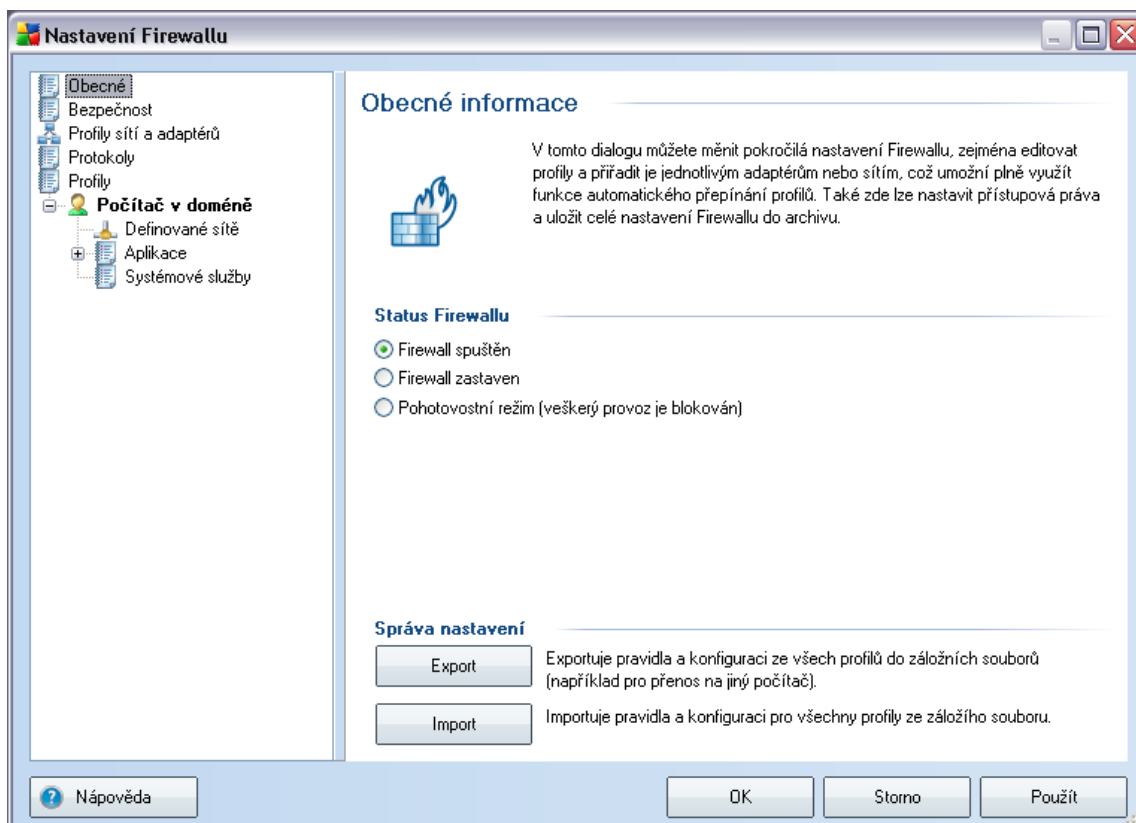 Nastavení Firewallu
Obecné
Bezpečnost
Profily sítí a adaptérů
Protokoly
Profily
Počítač v doméně
Definované sítě
Aplikace
Systémové služby
Obecné informace
V tomto dialogu můžete měnit pokročilá nastavení Firewallu, zejména editovat
profily a přiřadit je jednotlivým adaptérům nebo sítím, což umožní plně využít
funkce automatického přepínání profilů. Také zde lze nastavit přístupová práva
a uložit celé nastavení Firewallu do archivu.
Status Firewallu
Firewall spuštěn
Firewall zastaven
Pohotovostní režim (veškerý provoz je blokován)
Správa nastavení
Export
Exportuje pravidla a konfiguraci ze všech profilů do záložních souborů
(například pro přenos na jiný počítač).
Import
Importuje pravidla a konfiguraci pro všechny profily ze záložího souboru.
Nápověda
OK
Storno
Použít